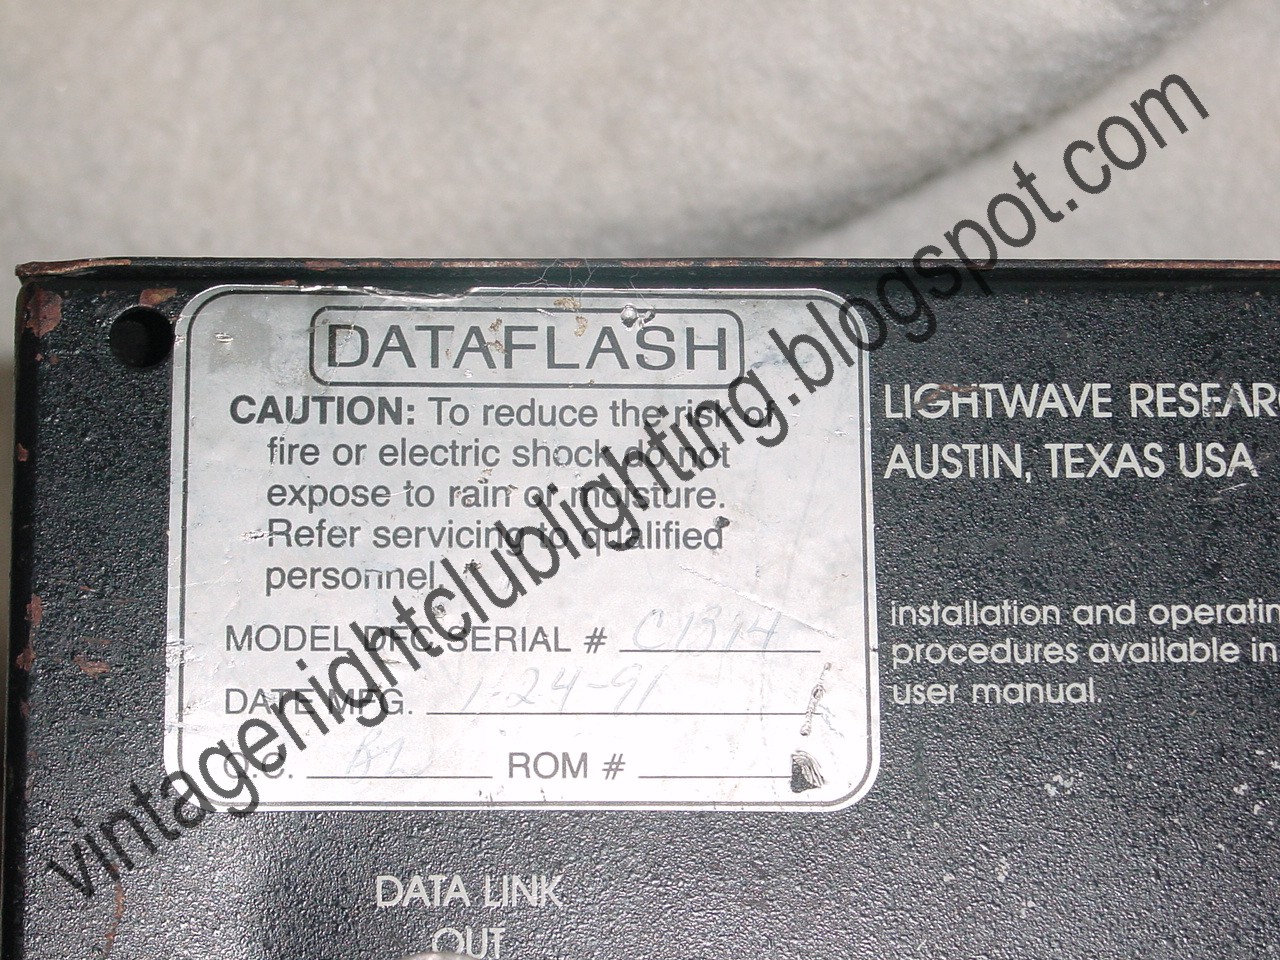 DATAFLASH
CAUTION: To reduce the risk of
fire or electric shock do not
expose to rain or moisture.
Refer servicing to qualified
personnel.
MODEL DFC SERIAL # C1314
DATE MFG. 1-24-91
Q.C. ROM #
LIGHTWAVE RESEAR
AUSTIN, TEXAS USA
installation and operatin
procedures available in
user manual.
DATA LINK
OUT
vintagenightclublighting.blogspot.com